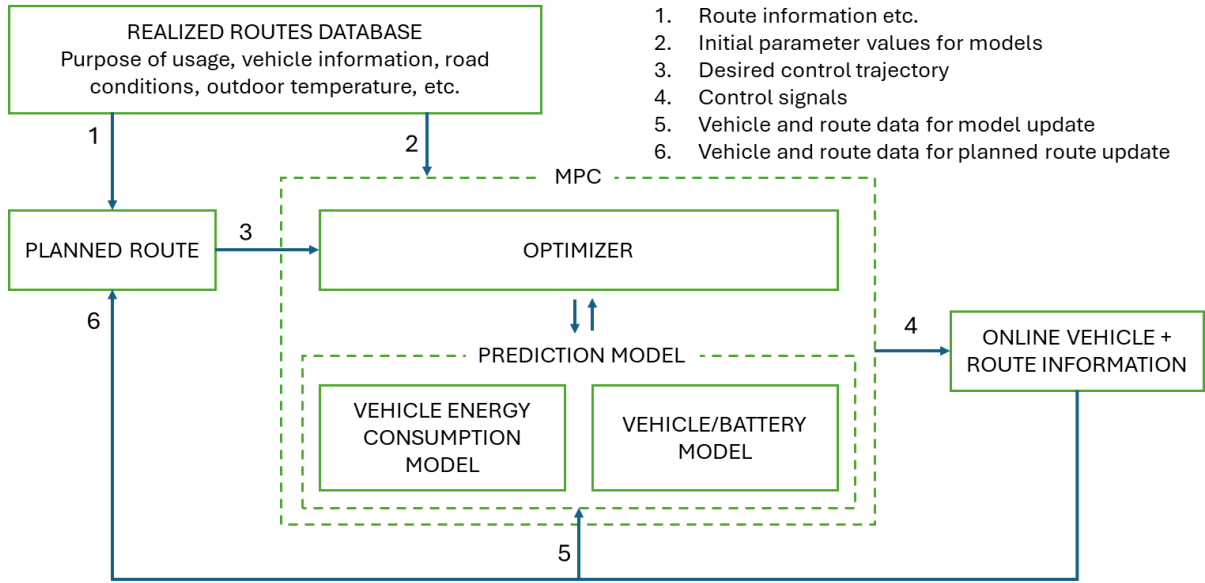 REALIZED ROUTES DATABASE
Purpose of usage, vehicle information, road
conditions, outdoor temperature, etc.
1. Route information etc.
2. Initial parameter values for models
3. Desired control trajectory
4. Control signals
5. Vehicle and route data for model update
6. Vehicle and route data for planned route update
1
2
MPC
PLANNED ROUTE
3
OPTIMIZER
6
4
ONLINE VEHICLE +
ROUTE INFORMATION
PREDICTION MODEL
VEHICLE ENERGY
CONSUMPTION
MODEL
VEHICLE/BATTERY
MODEL
5